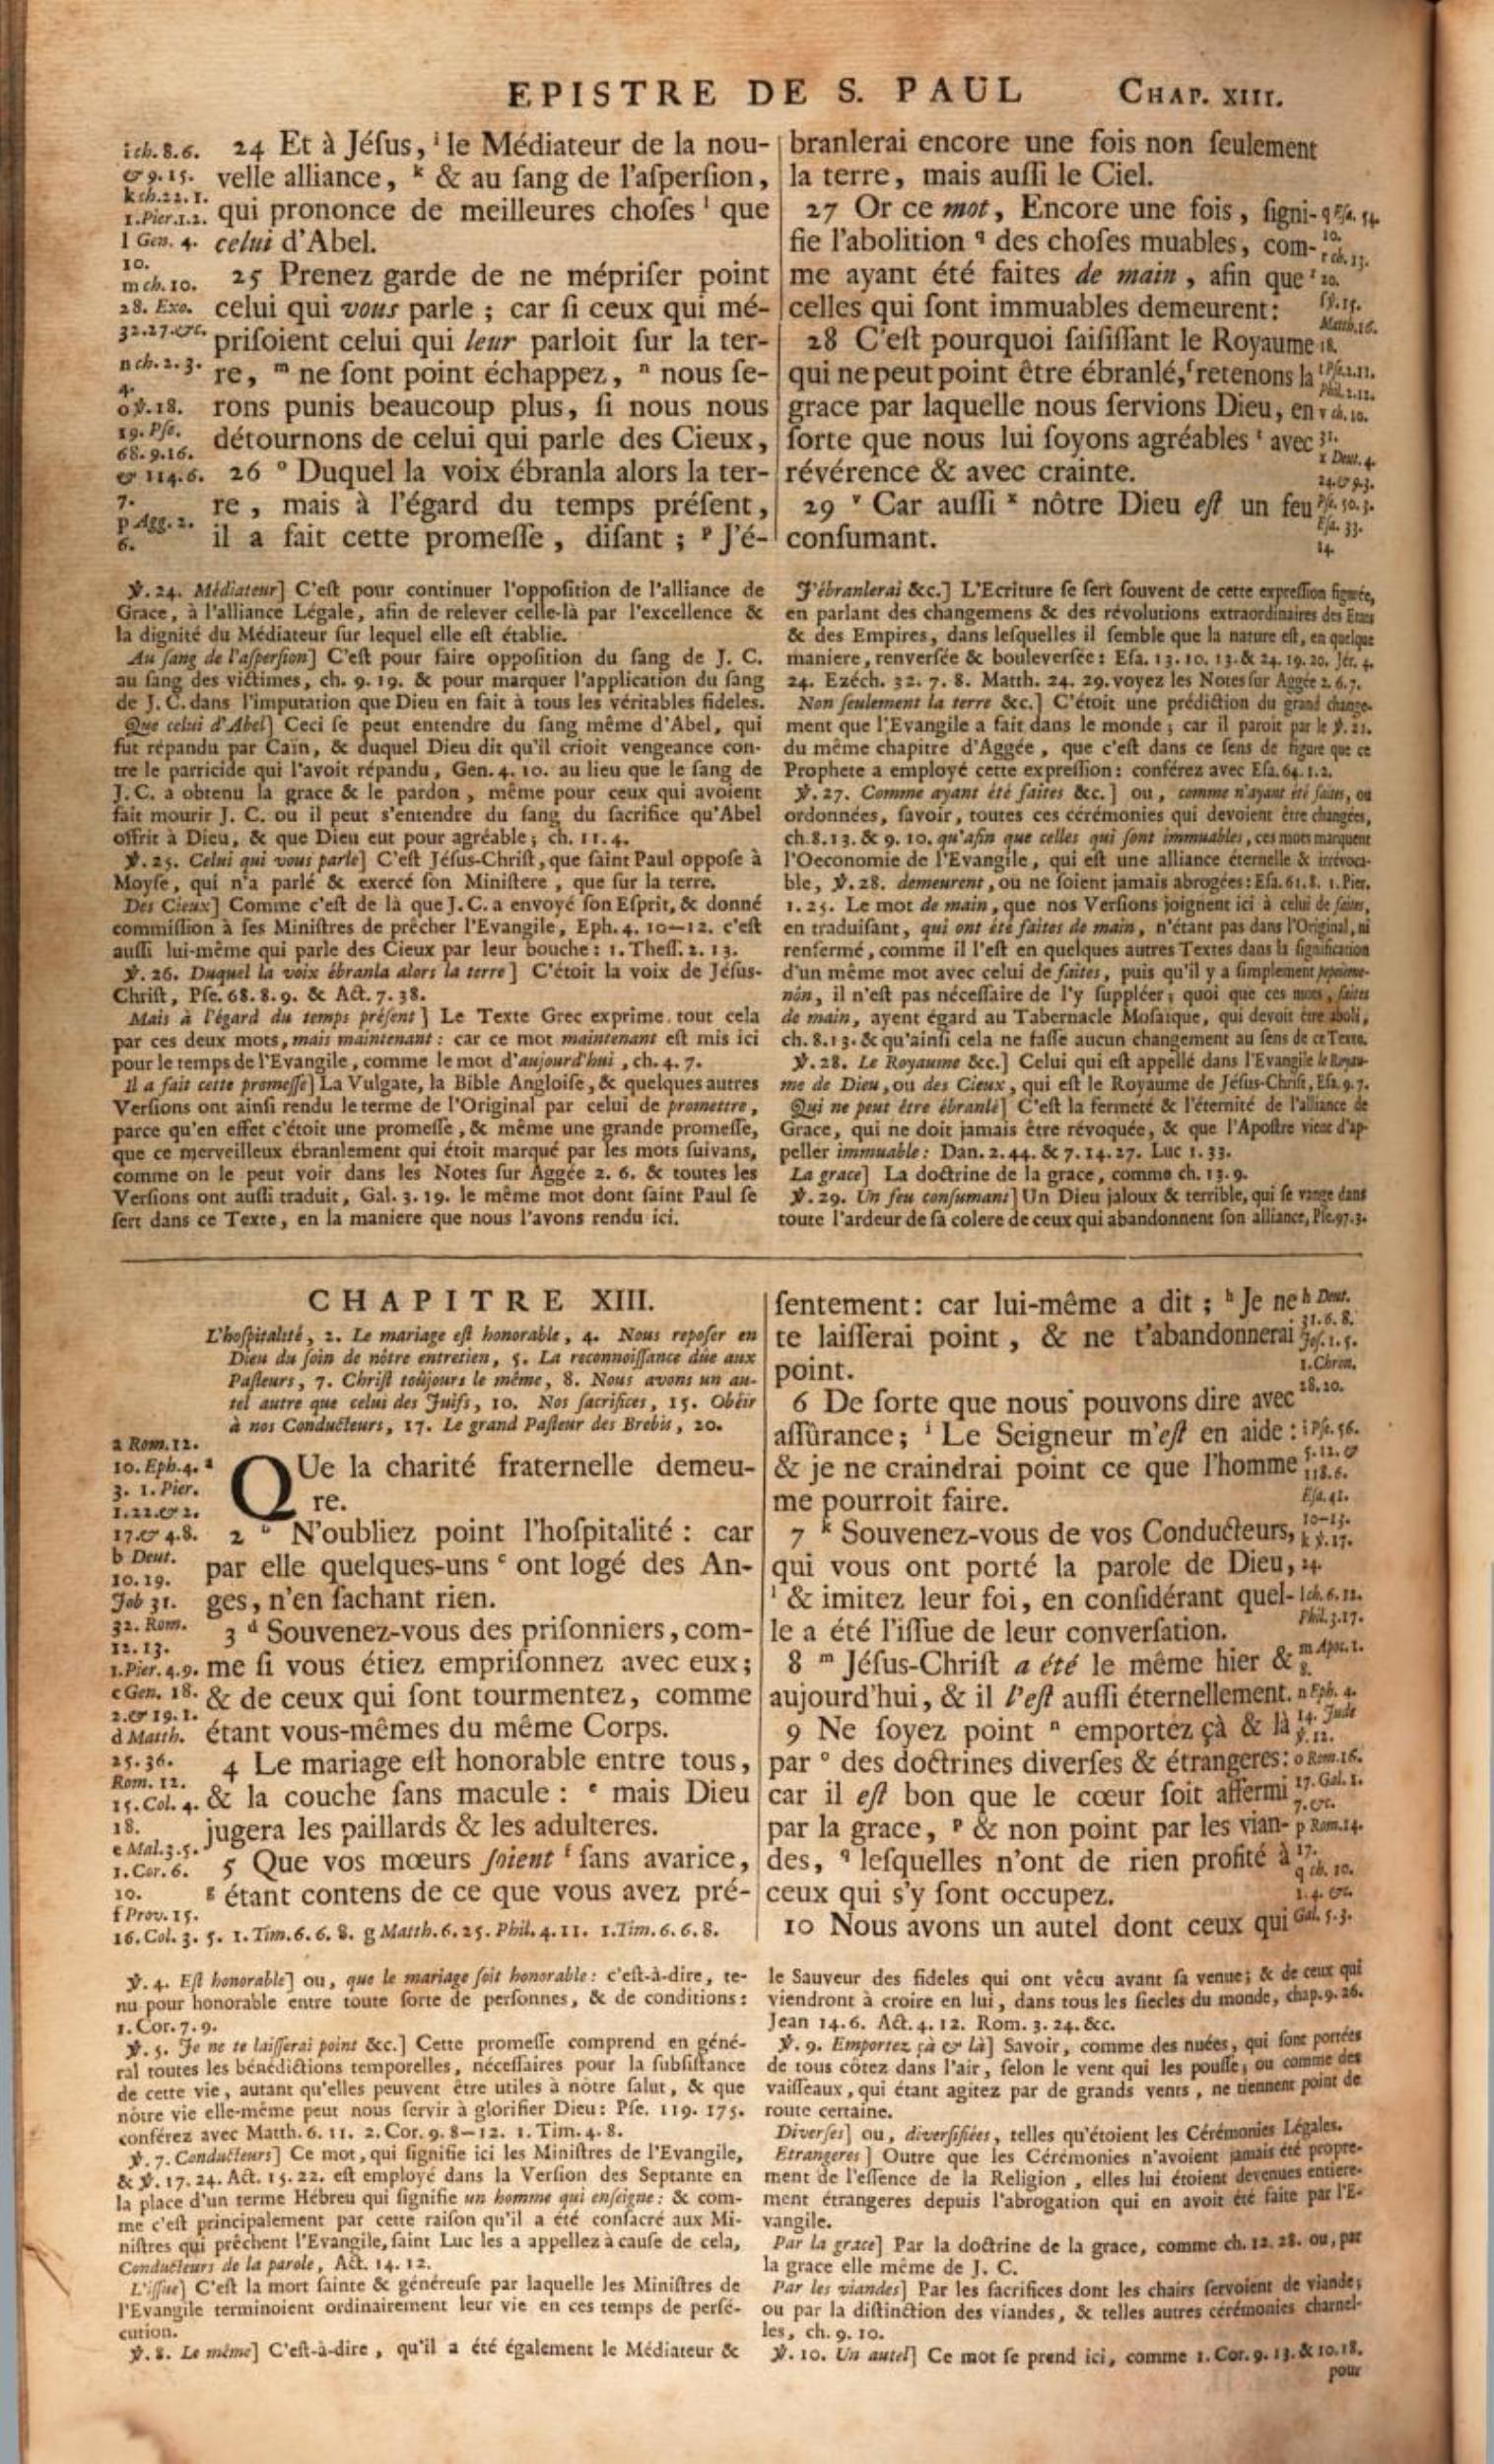 EPISTRE DE S. PAUL CHAP. XIII.
i ch. 8. 6.
& 9. 15.
k ch. 22. 1.
1. Pier. 1. 2.
l Gen. 4.
10.
m ch. 10.
28. Exo.
32. 27. &c.
n ch. 2. 3.
4.
o ℣. 18.
19. Pſe.
68. 9. 16.
& 114. 6.
7.
p Agg. 2.
6.
24 Et à Jéſus, i le Médiateur de la nou-
velle alliance, k & au ſang de l'aſperſion,
qui prononce de meilleures choſes l que
celui d'Abel.
25 Prenez garde de ne mépriſer point
celui qui vous parle ; car ſi ceux qui mé-
priſoient celui qui leur parloit ſur la ter-
re, m ne ſont point échappez, n nous ſe-
rons punis beaucoup plus, ſi nous nous
détournons de celui qui parle des Cieux,
26 o Duquel la voix ébranla alors la ter-
re, mais à l'égard du temps préſent,
il a fait cette promeſſe, diſant ; p J'é-
branlerai encore une fois non ſeulement
la terre, mais auſſi le Ciel.
27 Or ce mot, Encore une fois, ſigni-
fie l'abolition q des choſes muables, com-
me ayant été faites de main, afin que r
celles qui ſont immuables demeurent :
28 C'eſt pourquoi ſaiſiſſant le Royaume
qui ne peut point être ébranlé, ſ retenons la
grace par laquelle nous ſervions Dieu, en
ſorte que nous lui ſoyons agréables t avec
révérence & avec crainte.
29 v Car auſſi x nôtre Dieu eſt un feu
conſumant.
q Eſa. 54.
10.
r ch. 13.
20.
ſ ℣. 15.
Matth. 16.
18.
t Pſe. 2. 11.
Phil. 2. 12.
v ch. 10.
31.
x Deut. 4.
24. & 9. 3.
Pſe. 50. 3.
Eſa. 33.
14.
℣. 24. Médiateur] C'eſt pour continuer l'oppoſition de l'alliance de
Grace, à l'alliance Légale, afin de relever celle-là par l'excellence &
la dignité du Médiateur ſur lequel elle eſt établie.
Au ſang de l'aſperſion] C'eſt pour faire oppoſition du ſang de J. C.
au ſang des victimes, ch. 9. 19. & pour marquer l'application du ſang
de J. C. dans l'imputation que Dieu en fait à tous les véritables fideles.
Que celui d'Abel] Ceci ſe peut entendre du ſang même d'Abel, qui
fut répandu par Caïn, & duquel Dieu dit qu'il crioit vengeance con-
tre le parricide qui l'avoit répandu, Gen. 4. 10. au lieu que le ſang de
J. C. a obtenu la grace & le pardon, même pour ceux qui avoient
fait mourir J. C. ou il peut s'entendre du ſang du ſacrifice qu'Abel
offrit à Dieu, & que Dieu eut pour agréable ; ch. 11. 4.
℣. 25. Celui qui vous parle] C'eſt Jéſus-Chriſt, que ſaint Paul oppoſe à
Moyſe, qui n'a parlé & exercé ſon Miniſtere, que ſur la terre.
Des Cieux] Comme c'eſt de là que J. C. a envoyé ſon Eſprit, & donné
commiſſion à ſes Miniſtres de prêcher l'Evangile, Eph. 4. 10—12. c'eſt
auſſi lui-même qui parle des Cieux par leur bouche : 1. Theſſ. 2. 13.
℣. 26. Duquel la voix ébranla alors la terre] C'étoit la voix de Jéſus-
Chriſt, Pſe. 68. 8. 9. & Act. 7. 38.
Mais à l'égard du temps préſent] Le Texte Grec exprime tout cela
par ces deux mots, mais maintenant : car ce mot maintenant eſt mis ici
pour le temps de l'Evangile, comme le mot d'aujourd'hui, ch. 4. 7.
Il a fait cette promeſſe] La Vulgate, la Bible Angloiſe, & quelques autres
Verſions ont ainſi rendu le terme de l'Original par celui de promettre,
parce qu'en effet c'étoit une promeſſe, & même une grande promeſſe,
que ce merveilleux ébranlement qui étoit marqué par les mots ſuivans,
comme on le peut voir dans les Notes ſur Aggée 2. 6. & toutes les
Verſions ont auſſi traduit, Gal. 3. 19. le même mot dont ſaint Paul ſe
ſert dans ce Texte, en la maniere que nous l'avons rendu ici.
J'ébranlerai &c.] L'Ecriture ſe ſert ſouvent de cette expreſſion figurée,
en parlant des changemens & des révolutions extraordinaires des Etats
& des Empires, dans leſquelles il ſemble que la nature eſt, en quelque
maniere, renverſée & bouleverſée : Eſa. 13. 10. 13. & 24. 19. 20. Jér. 4.
24. Ezéch. 32. 7. 8. Matth. 24. 29. voyez les Notes ſur Aggée 2. 6. 7.
Non ſeulement la terre &c.] C'étoit une prédiction du grand change-
ment que l'Evangile a fait dans le monde ; car il paroit par le ℣. 21.
du même chapitre d'Aggée, que c'eſt dans ce ſens de figure que ce
Prophete a employé cette expreſſion : conférez avec Eſa. 64. 1. 2.
℣. 27. Comme ayant été faites &c.] ou, comme n'ayant été faites, ou
ordonnées, ſavoir, toutes ces cérémonies qui devoient être changées,
ch. 8. 13. & 9. 10. qu'afin que celles qui ſont immuables, ces mots marquent
l'Oeconomie de l'Evangile, qui eſt une alliance éternelle & irrévoca-
ble, ℣. 28. demeurent, ou ne ſoient jamais abrogées : Eſa. 61. 8. 1. Pier.
1. 25. Le mot de main, que nos Verſions joignent ici à celui de faites,
en traduiſant, qui ont été faites de main, n'étant pas dans l'Original, ni
renfermé, comme il l'eſt en quelques autres Textes dans la ſignification
d'un même mot avec celui de faites, puis qu'il y a ſimplement pepoieme-
nôn, il n'eſt pas néceſſaire de l'y ſuppléer ; quoi que ces mots, faites
de main, ayent égard au Tabernacle Moſaïque, qui devoit être aboli,
ch. 8. 13. & qu'ainſi cela ne faſſe aucun changement au ſens de ce Texte.
℣. 28. Le Royaume &c.] Celui qui eſt appellé dans l'Evangile le Royau-
me de Dieu, ou des Cieux, qui eſt le Royaume de Jéſus-Chriſt, Eſa. 9. 7.
Qui ne peut être ébranlé] C'eſt la fermeté & l'éternité de l'alliance de
Grace, qui ne doit jamais être révoquée, & que l'Apoſtre vient d'ap-
peller immuable : Dan. 2. 44. & 7. 14. 27. Luc 1. 33.
La grace] La doctrine de la grace, comme ch. 13. 9.
℣. 29. Un feu conſumant] Un Dieu jaloux & terrible, qui ſe vange dans
toute l'ardeur de ſa colere de ceux qui abandonnent ſon alliance, Pſe. 97. 3.
CHAPITRE XIII.
L'hoſpitalité, 2. Le mariage eſt honorable, 4. Nous repoſer en
Dieu du ſoin de nôtre entretien, 5. La reconnoiſſance dûe aux
Paſteurs, 7. Chriſt toûjours le même, 8. Nous avons un au-
tel autre que celui des Juifs, 10. Nos ſacrifices, 15. Obéir
à nos Conducteurs, 17. Le grand Paſteur des Brebis, 20.
a Rom. 12.
10. Eph. 4.
3. 1. Pier.
1. 22. & 2.
17. & 4. 8.
b Deut.
10. 19.
Job 31.
32. Rom.
12. 13.
1. Pier. 4. 9.
c Gen. 18.
2. & 19. 1.
d Matth.
25. 36.
Rom. 12.
15. Col. 4.
18.
e Mal. 3. 5.
1. Cor. 6.
10.
f Prov. 15.
16. Col. 3. 5. 1. Tim. 6. 6. 8. g Matth. 6. 25. Phil. 4. 11. 1. Tim. 6. 6. 8.
a QUe la charité fraternelle demeu-
re.
2 b N'oubliez point l'hoſpitalité : car
par elle quelques-uns c ont logé des An-
ges, n'en ſachant rien.
3 d Souvenez-vous des priſonniers, com-
me ſi vous étiez empriſonnez avec eux ;
& de ceux qui ſont tourmentez, comme
étant vous-mêmes du même Corps.
4 Le mariage eſt honorable entre tous,
& la couche ſans macule : e mais Dieu
jugera les paillards & les adulteres.
5 Que vos mœurs ſoient f ſans avarice,
g étant contens de ce que vous avez pré-
ſentement : car lui-même a dit ; h Je ne
te laiſſerai point, & ne t'abandonnerai
point.
6 De ſorte que nous pouvons dire avec
aſſûrance ; i Le Seigneur m'eſt en aide :
& je ne craindrai point ce que l'homme
me pourroit faire.
7 k Souvenez-vous de vos Conducteurs,
qui vous ont porté la parole de Dieu,
l & imitez leur foi, en conſidérant quel-
le a été l'iſſue de leur converſation.
8 m Jéſus-Chriſt a été le même hier &
aujourd'hui, & il l'eſt auſſi éternellement.
9 Ne ſoyez point n emportez çà & là
par o des doctrines diverſes & étrangeres :
car il eſt bon que le cœur ſoit affermi
par la grace, p & non point par les vian-
des, q leſquelles n'ont de rien profité à
ceux qui s'y ſont occupez.
10 Nous avons un autel dont ceux qui
h Deut.
31. 6. 8.
Joſ. 1. 5.
1. Chron.
28. 20.
i Pſe. 56.
5. 12. &
118. 6.
Eſa. 41.
10—13.
k ℣. 17.
24.
l ch. 6. 12.
Phil. 3. 17.
m Apoc. 1.
8.
n Eph. 4.
14. Jude
℣. 12.
o Rom. 16.
17. Gal. 1.
7. &c.
p Rom. 14.
17.
q ch. 10.
1. 4. &c.
Gal. 5. 3.
℣. 4. Eſt honorable] ou, que le mariage ſoit honorable : c'eſt-à-dire, te-
nu pour honorable entre toute ſorte de perſonnes, & de conditions :
1. Cor. 7. 9.
℣. 5. Je ne te laiſſerai point &c.] Cette promeſſe comprend en géné-
ral toutes les bénédictions temporelles, néceſſaires pour la ſubſiſtance
de cette vie, autant qu'elles peuvent être utiles à nôtre ſalut, & que
nôtre vie elle-même peut nous ſervir à glorifier Dieu : Pſe. 119. 175.
conférez avec Matth. 6. 11. 2. Cor. 9. 8—12. 1. Tim. 4. 8.
℣. 7. Conducteurs] Ce mot, qui ſignifie ici les Miniſtres de l'Evangile,
& ℣. 17. 24. Act. 15. 22. eſt employé dans la Verſion des Septante en
la place d'un terme Hébreu qui ſignifie un homme qui enſeigne : & com-
me c'eſt principalement par cette raiſon qu'il a été conſacré aux Mi-
niſtres qui prêchent l'Evangile, ſaint Luc les a appellez à cauſe de cela,
Conducteurs de la parole, Act. 14. 12.
L'iſſue] C'eſt la mort ſainte & généreuſe par laquelle les Miniſtres de
l'Evangile terminoient ordinairement leur vie en ces temps de perſé-
cution.
℣. 8. Le même] C'eſt-à-dire, qu'il a été également le Médiateur &
le Sauveur des fideles qui ont vêcu avant ſa venue ; & de ceux qui
viendront à croire en lui, dans tous les ſiecles du monde, chap. 9. 26.
Jean 14. 6. Act. 4. 12. Rom. 3. 24. &c.
℣. 9. Emportez çà & là] Savoir, comme des nuées, qui ſont portées
de tous côtez dans l'air, ſelon le vent qui les pouſſe, ou comme des
vaiſſeaux, qui étant agitez par de grands vents, ne tiennent point de
route certaine.
Diverſes] ou, diverſifiées, telles qu'étoient les Cérémonies Légales.
Etrangeres] Outre que les Cérémonies n'avoient jamais été propre-
ment de l'eſſence de la Religion, elles lui étoient devenues entiere-
ment étrangeres depuis l'abrogation qui en avoit été faite par l'E-
vangile.
Par la grace] Par la doctrine de la grace, comme ch. 12. 28. ou, par
la grace elle même de J. C.
Par les viandes] Par les ſacrifices dont les chairs ſervoient de viande ;
ou par la diſtinction des viandes, & telles autres cérémonies charnel-
les, ch. 9. 10.
℣. 10. Un autel] Ce mot ſe prend ici, comme 1. Cor. 9. 13. & 10. 18.
pour